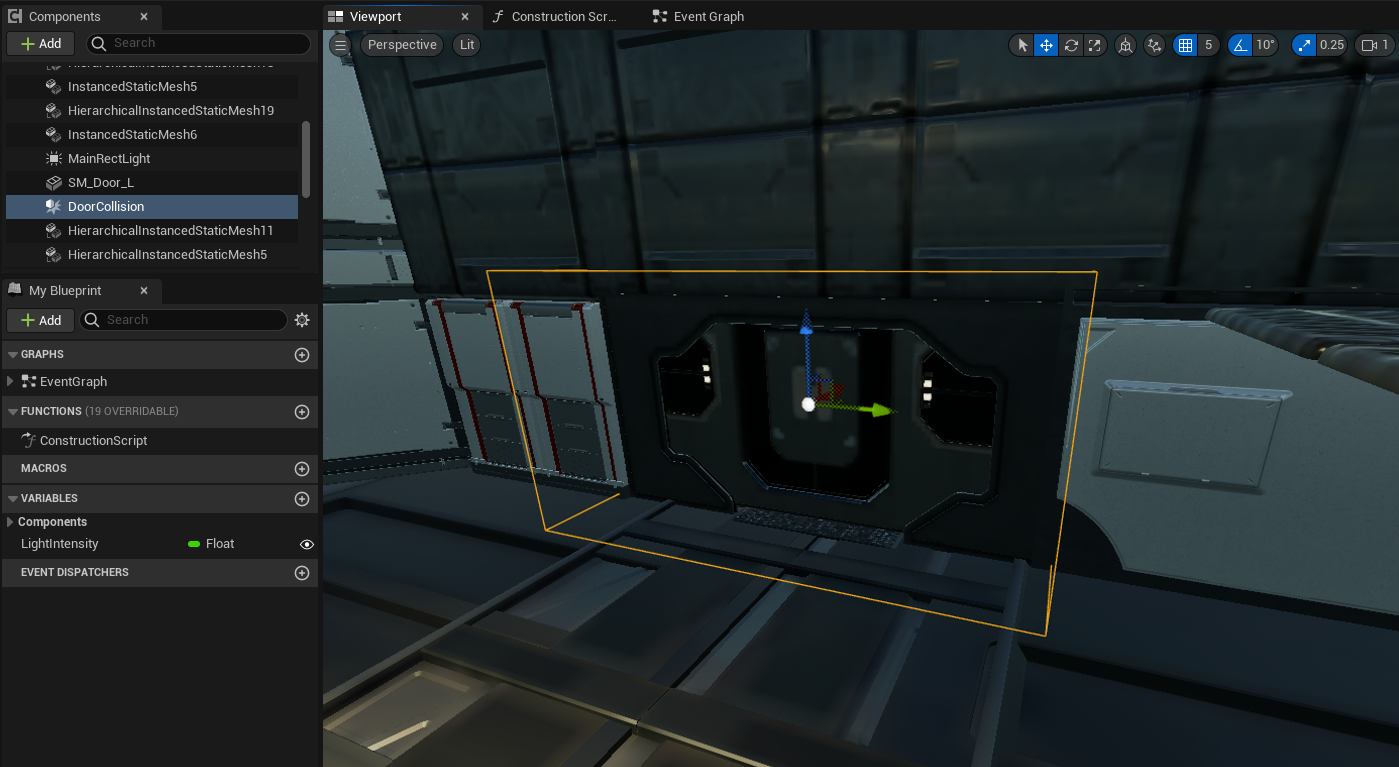 Components
Viewport
Construction Scr...
Event Graph
Add
Search
Perspective
Lit
5
10°
0.25
1
InstancedStaticMesh5
HierarchicalInstancedStaticMesh19
InstancedStaticMesh6
MainRectLight
SM_Door_L
DoorCollision
HierarchicalInstancedStaticMesh11
HierarchicalInstancedStaticMesh5
My Blueprint
Add
Search
GRAPHS
EventGraph
FUNCTIONS (19 OVERRIDABLE)
ConstructionScript
MACROS
VARIABLES
Components
LightIntensity Float
EVENT DISPATCHERS